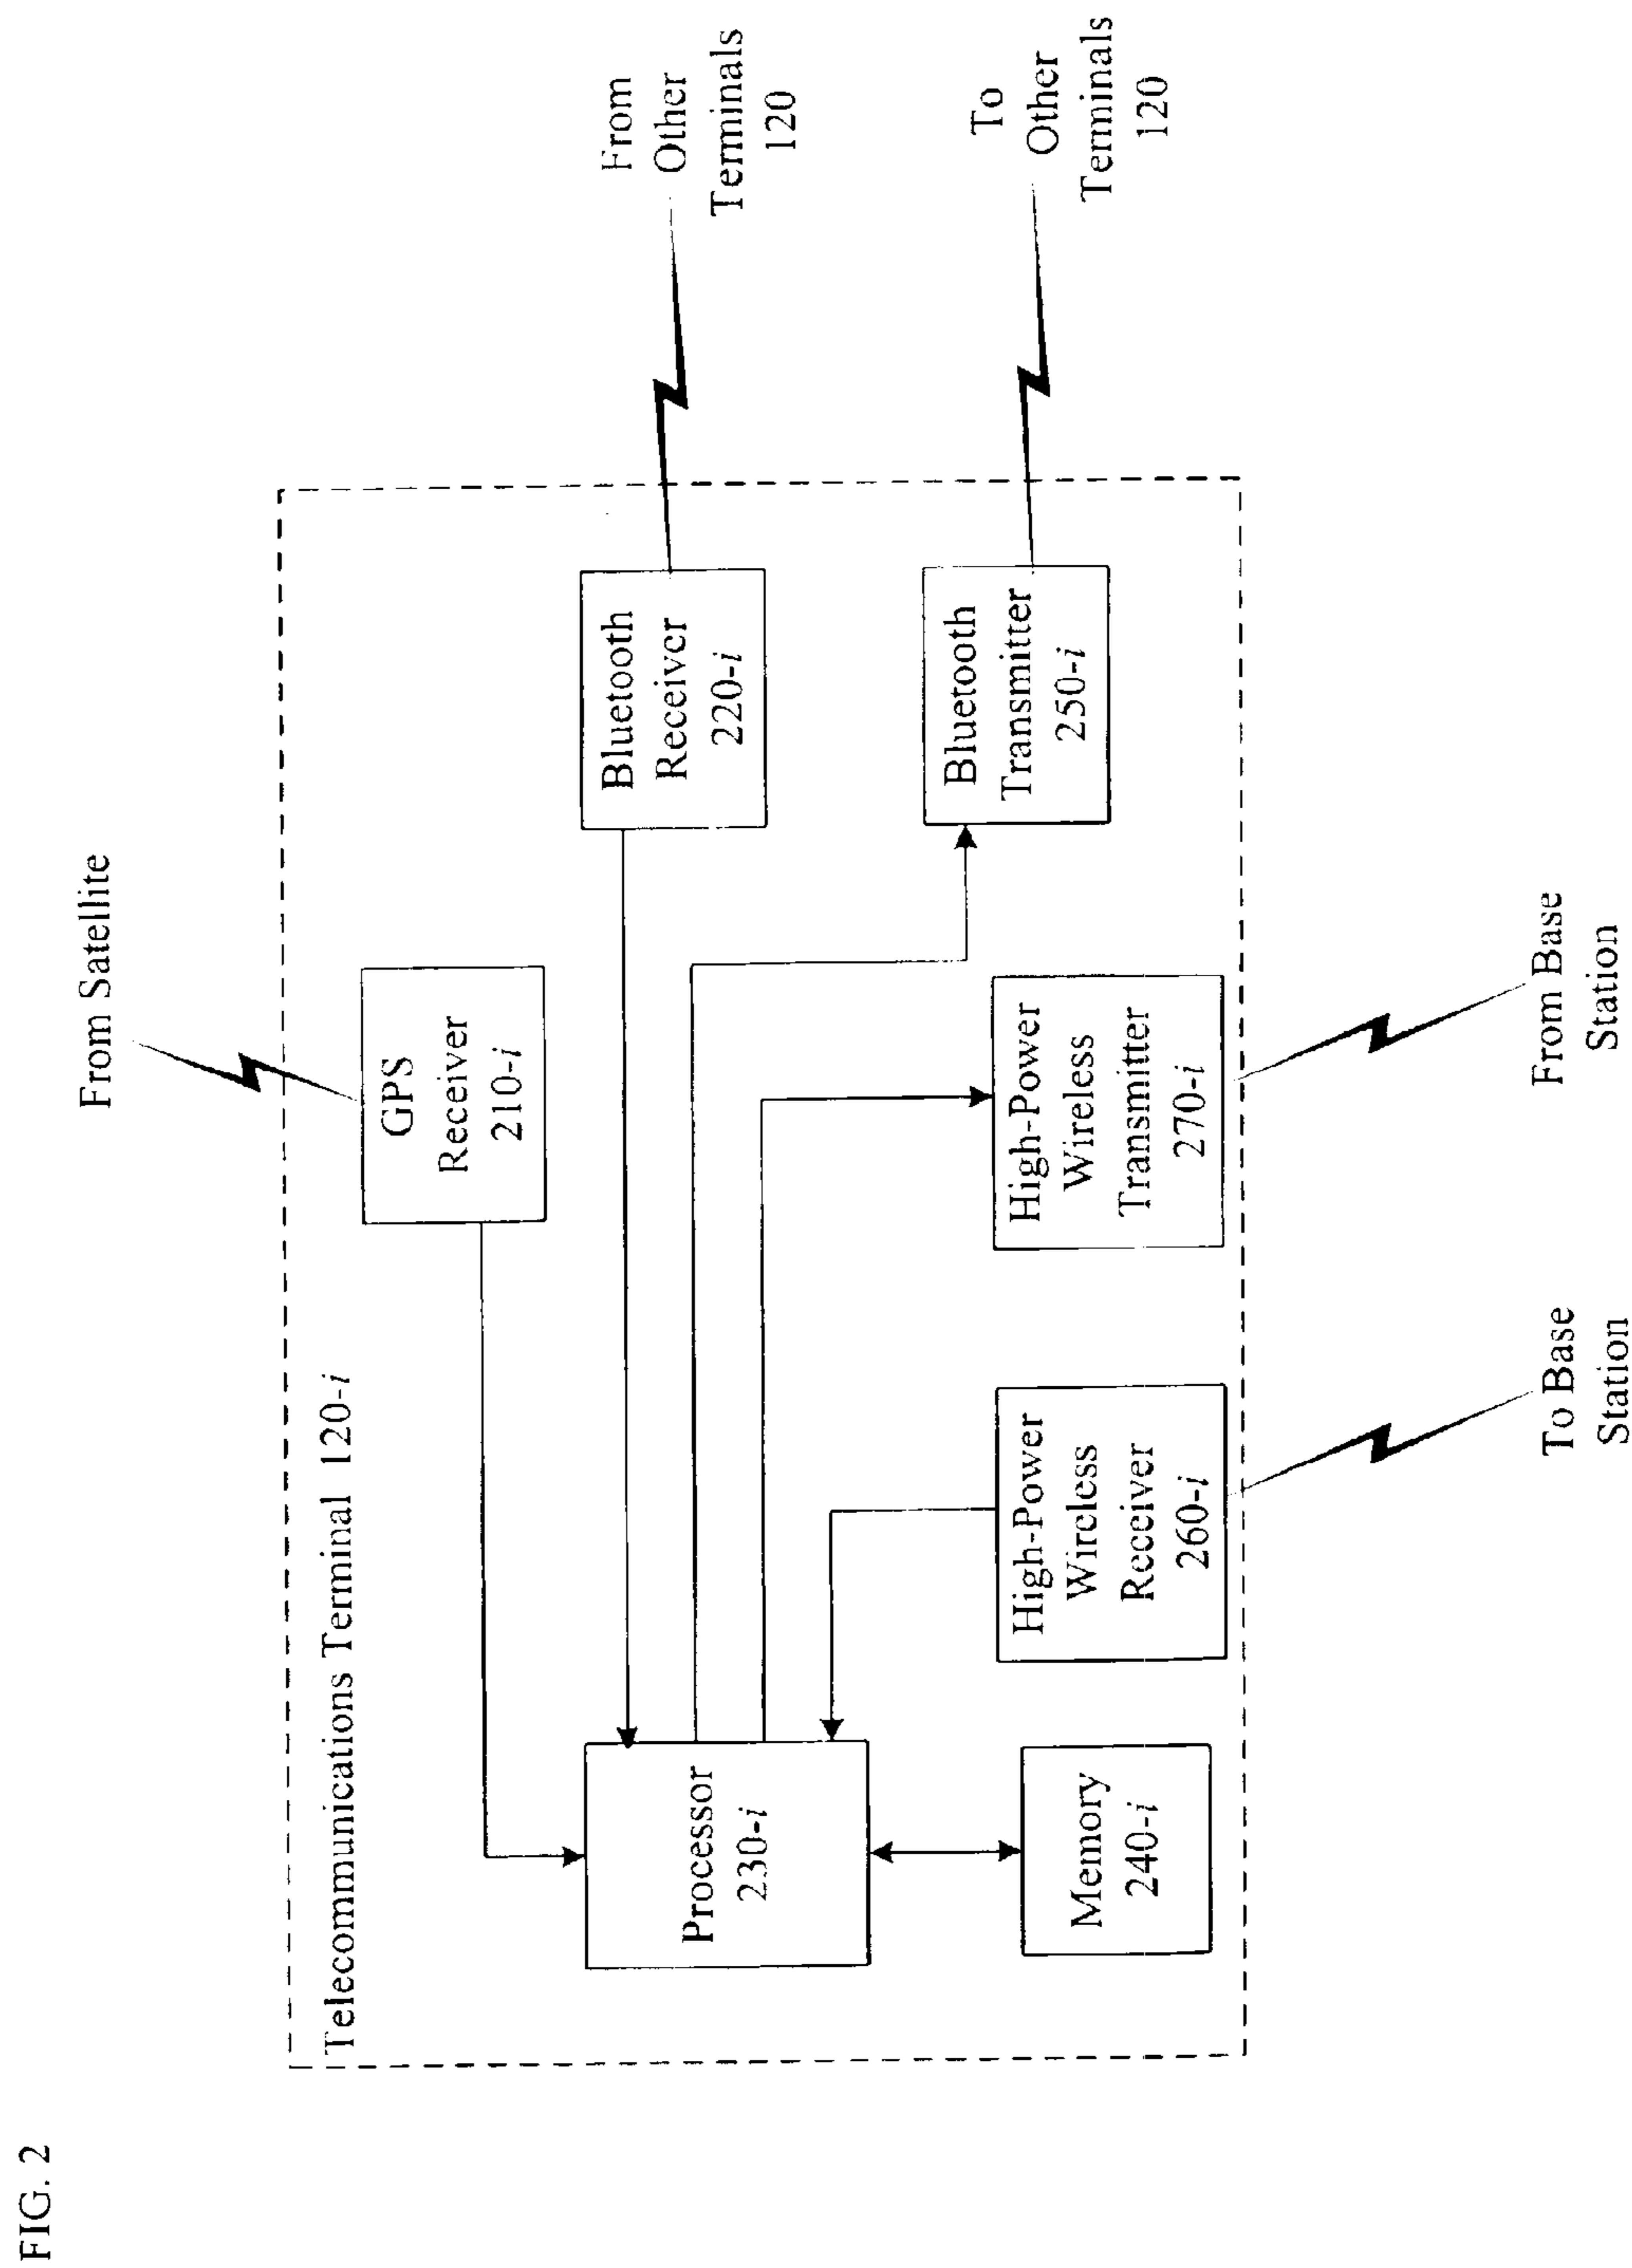 FIG. 2
From Satellite
Telecommunications Terminal 120-i
GPS
Receiver
210-i
Processor
230-i
Bluetooth
Receiver
220-i
From
Other
Terminals
120
Bluetooth
Transmitter
250-i
To
Other
Terminals
120
Memory
240-i
High-Power
Wireless
Receiver
260-i
High-Power
Wireless
Transmitter
270-i
To Base
Station
From Base
Station